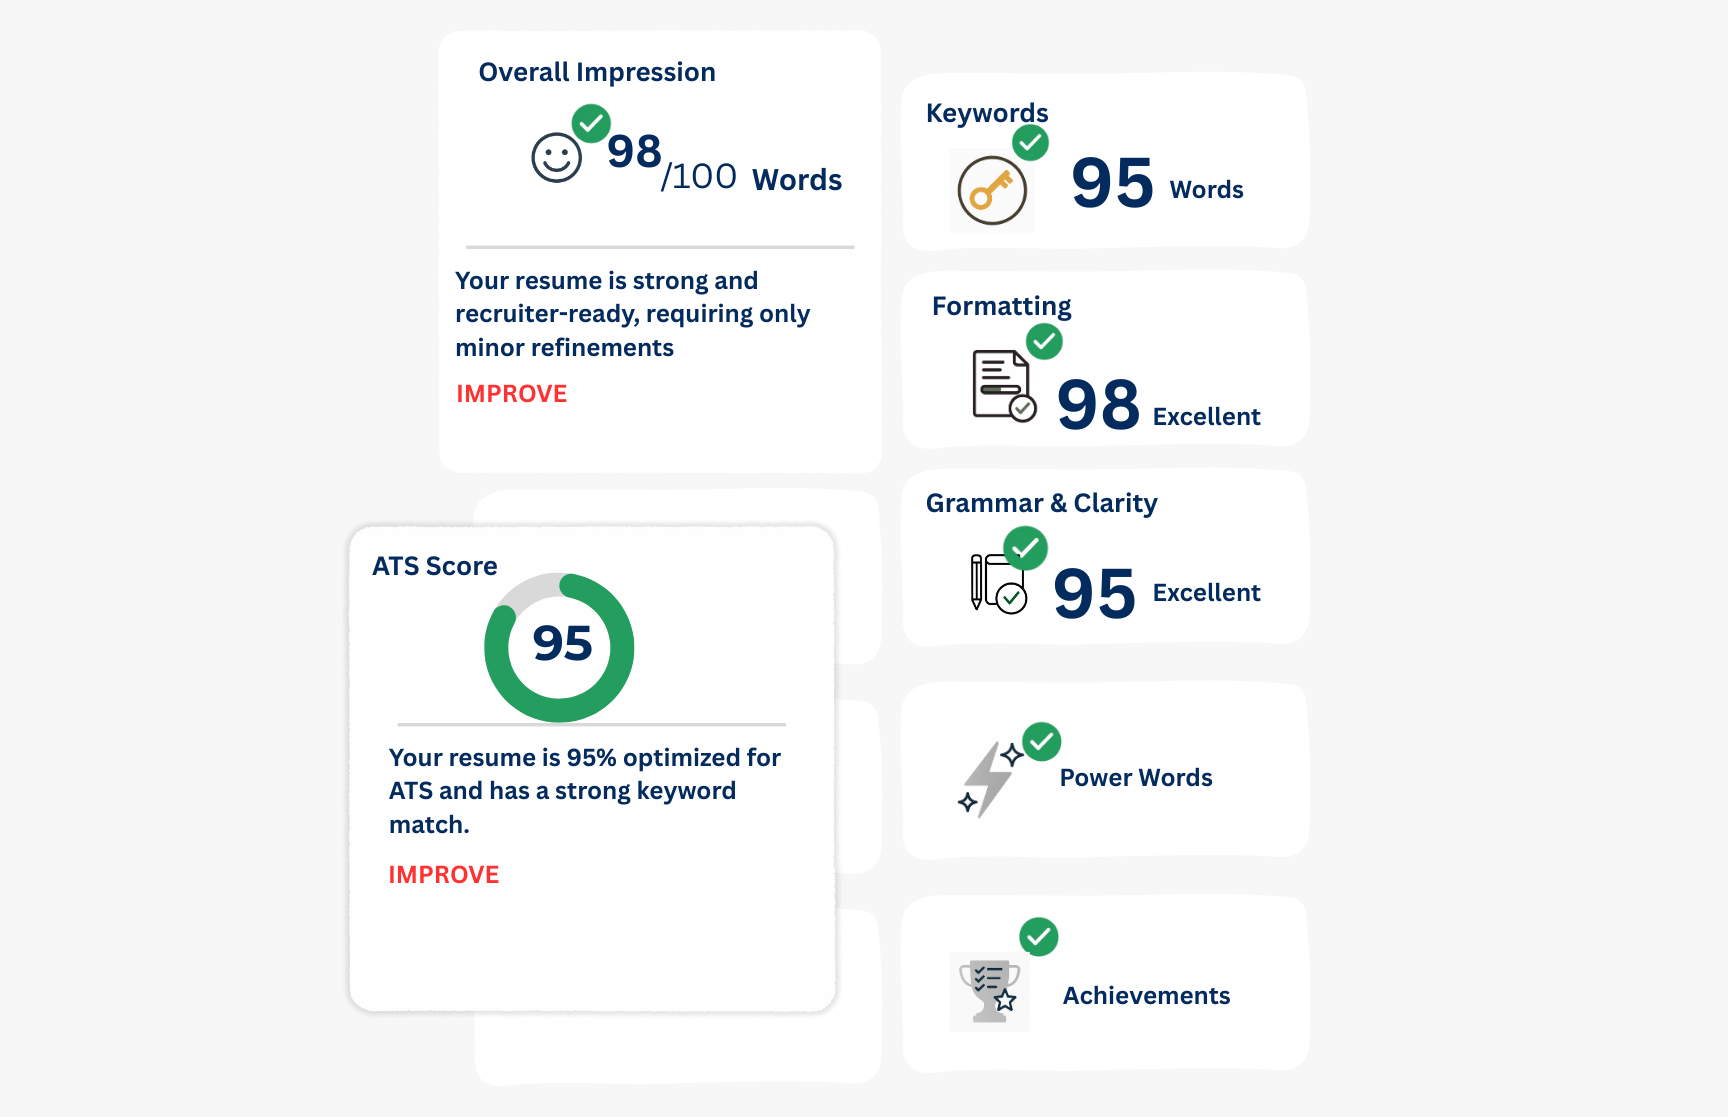 Overall Impression
98/100 Words
Your resume is strong and
recruiter-ready, requiring only
minor refinements
IMPROVE
ATS Score
95
Your resume is 95% optimized for
ATS and has a strong keyword
match.
IMPROVE
Keywords
95 Words
Formatting
98 Excellent
Grammar & Clarity
95 Excellent
Power Words
Achievements